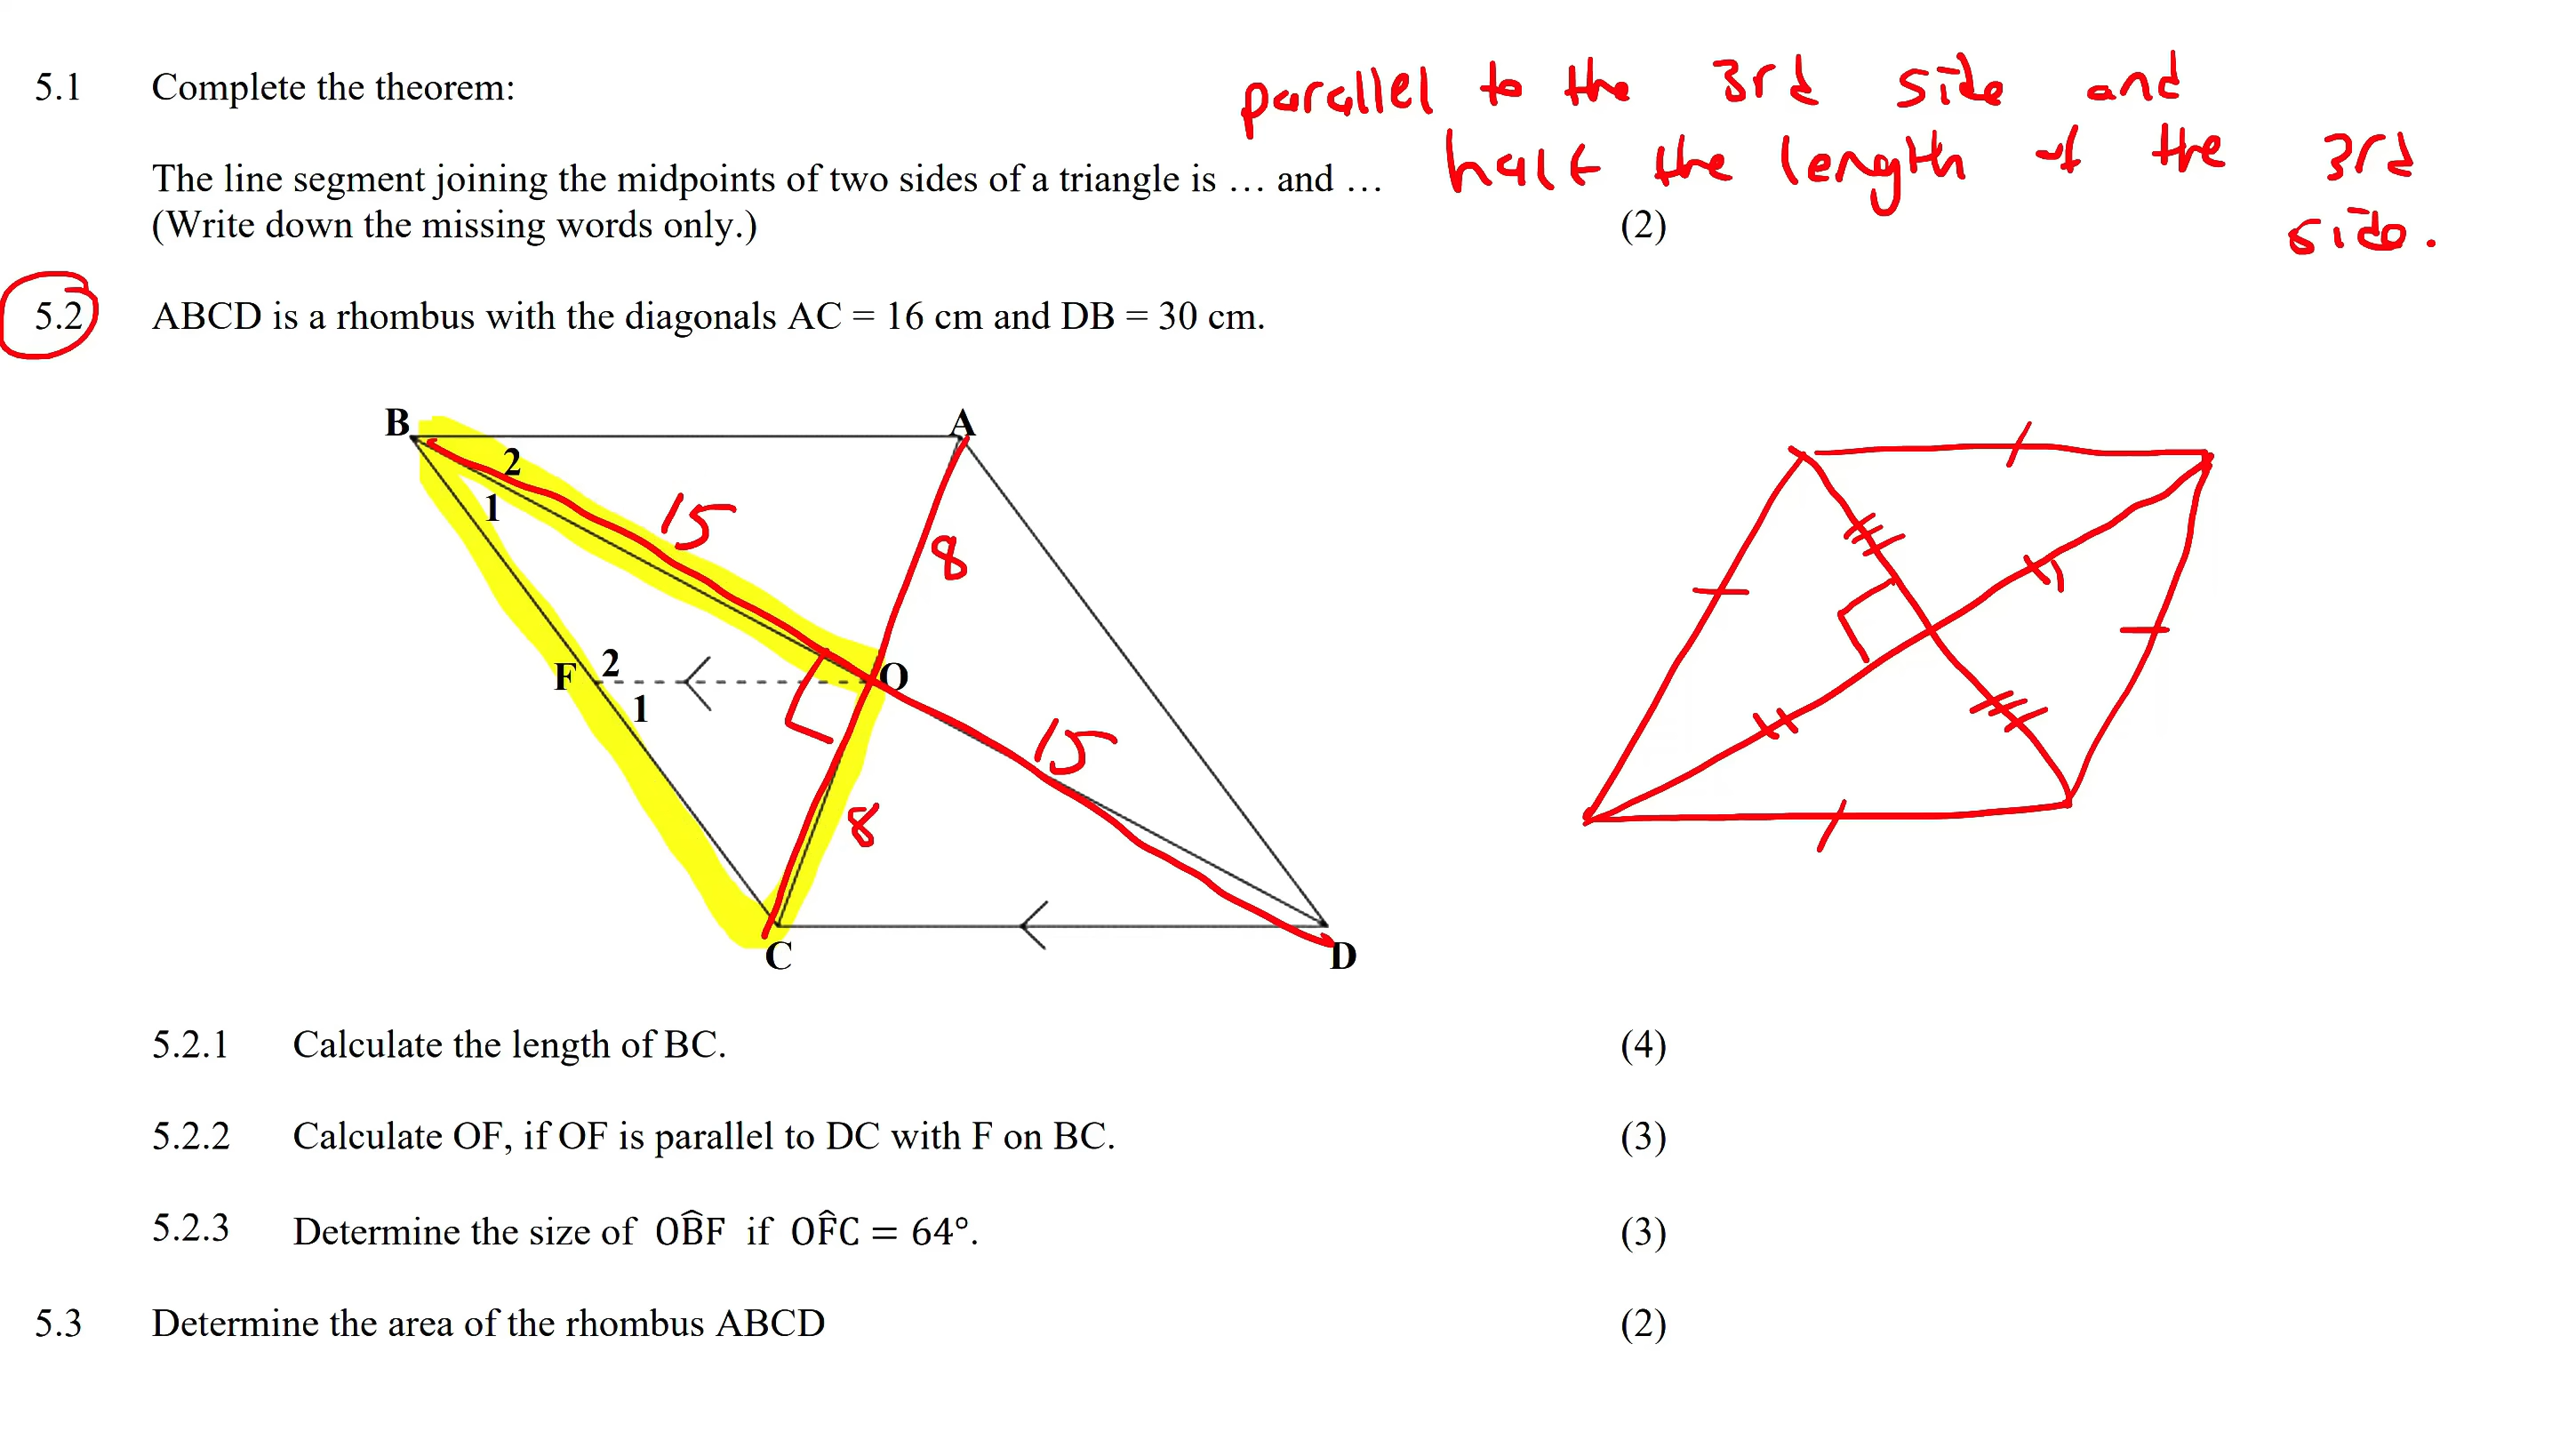 5.1 Complete the theorem:
parallel to the 3rd side and
half the length of the 3rd
side.
The line segment joining the midpoints of two sides of a triangle is … and …
(Write down the missing words only.) (2)
5.2 ABCD is a rhombus with the diagonals AC = 16 cm and DB = 30 cm.
B A
2
1
15
8
F 2 O
1
15
8
C D
5.2.1 Calculate the length of BC. (4)
5.2.2 Calculate OF, if OF is parallel to DC with F on BC. (3)
5.2.3 Determine the size of OB̂F if OF̂C = 64°. (3)
5.3 Determine the area of the rhombus ABCD (2)